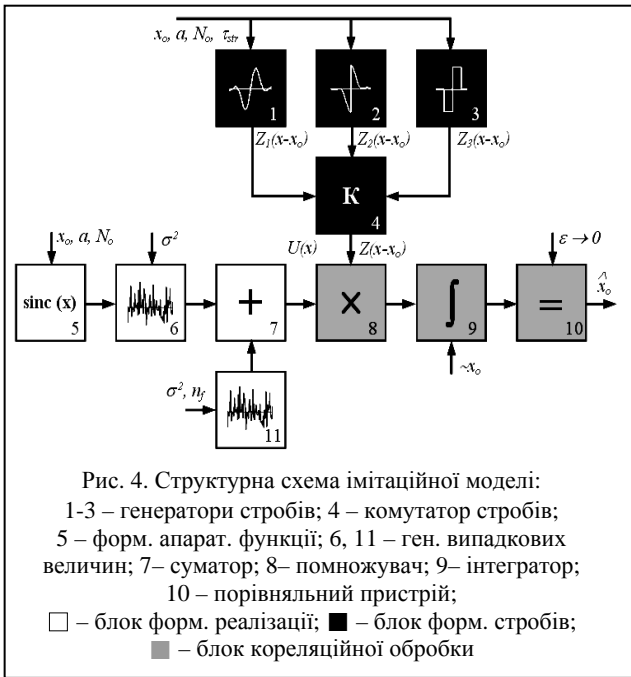 xₒ, a, Nₒ, τstr
1
2
3
Z₁(x-xₒ)
Z₂(x-xₒ)
Z₃(x-xₒ)
К
4
xₒ, a, Nₒ
σ²
U(x)
Z(x-xₒ)
ε → 0
sinc (x)
5
6
+
7
×
8
∫
9
=
10
x̂ₒ
~xₒ
σ², n_f
11
Рис. 4. Структурна схема імітаційної моделі:
1-3 – генератори стробів; 4 – комутатор стробів;
5 – форм. апарат. функції; 6, 11 – ген. випадкових
величин; 7– суматор; 8– помножувач; 9– інтегратор;
10 – порівняльний пристрій;
□ – блок форм. реалізації; ■ – блок форм. стробів;
■ – блок кореляційної обробки